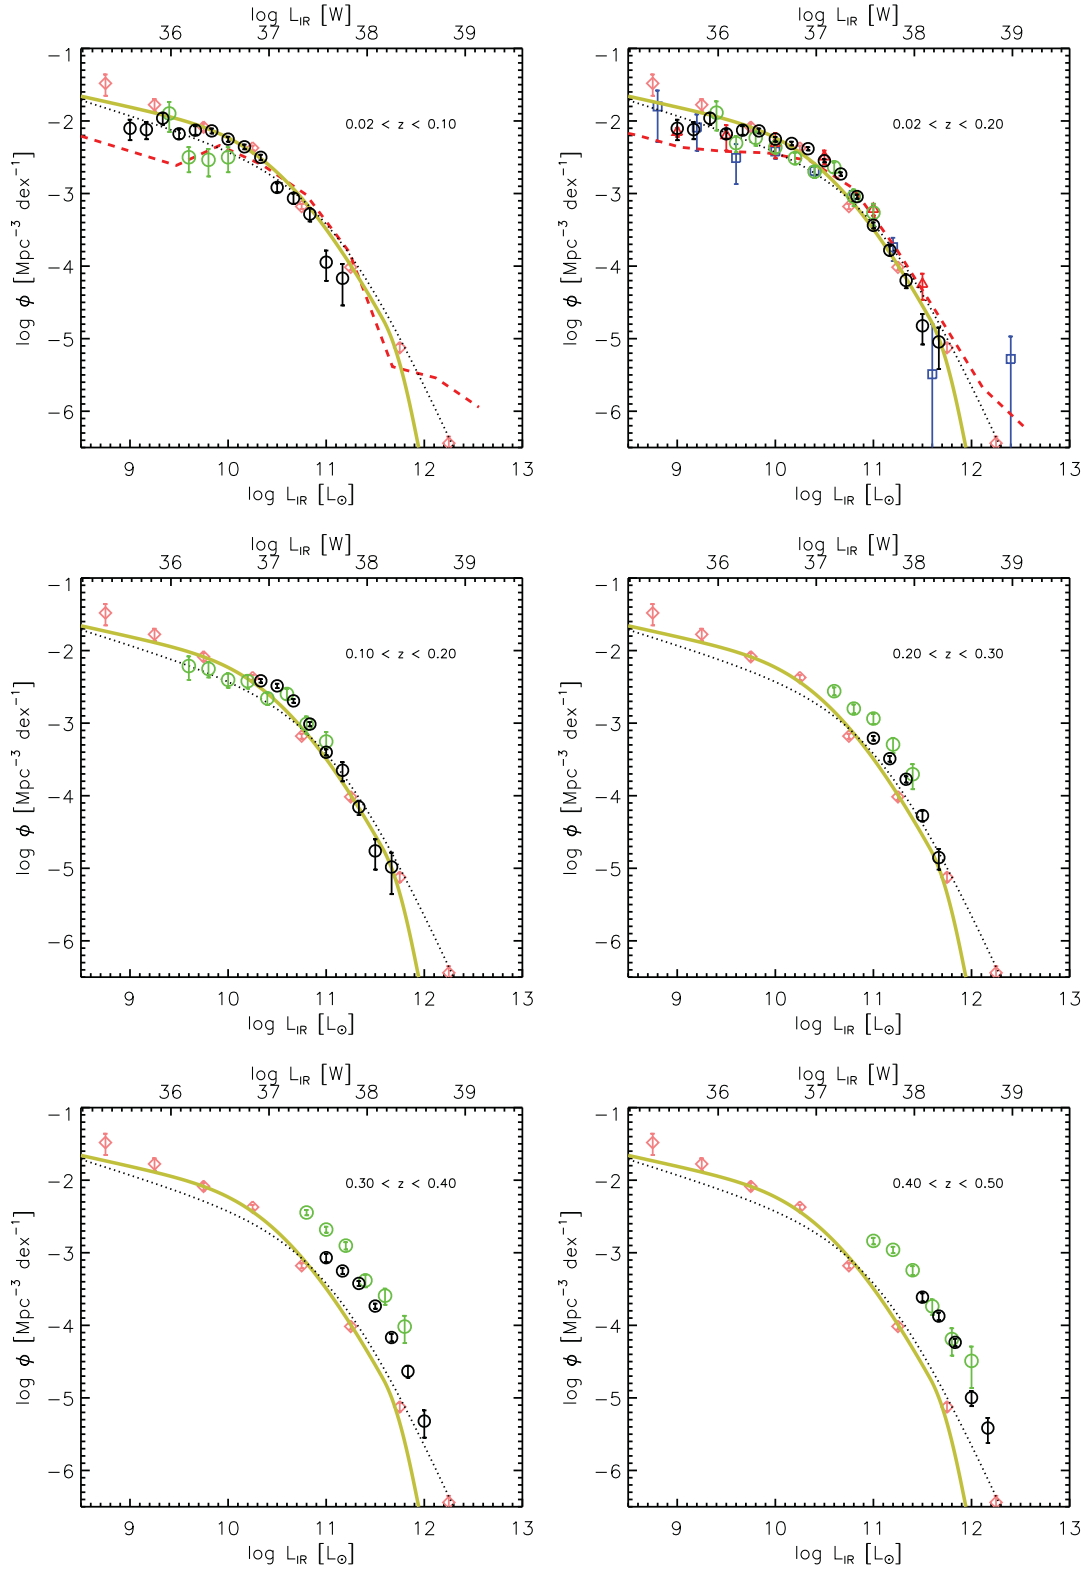 log L_IR [W] log L_IR [W]
36 37 38 39 36 37 38 39
−1 −1
0.02 < z < 0.10 0.02 < z < 0.20
−2 −2
−3 −3
log ϕ [Mpc⁻³ dex⁻¹] log ϕ [Mpc⁻³ dex⁻¹]
−4 −4
−5 −5
−6 −6
9 10 11 12 13 9 10 11 12 13
log L_IR [L☉] log L_IR [L☉]
log L_IR [W] log L_IR [W]
36 37 38 39 36 37 38 39
−1 −1
0.10 < z < 0.20 0.20 < z < 0.30
−2 −2
−3 −3
log ϕ [Mpc⁻³ dex⁻¹] log ϕ [Mpc⁻³ dex⁻¹]
−4 −4
−5 −5
−6 −6
9 10 11 12 13 9 10 11 12 13
log L_IR [L☉] log L_IR [L☉]
log L_IR [W] log L_IR [W]
36 37 38 39 36 37 38 39
−1 −1
0.30 < z < 0.40 0.40 < z < 0.50
−2 −2
−3 −3
log ϕ [Mpc⁻³ dex⁻¹] log ϕ [Mpc⁻³ dex⁻¹]
−4 −4
−5 −5
−6 −6
9 10 11 12 13 9 10 11 12 13
log L_IR [L☉] log L_IR [L☉]